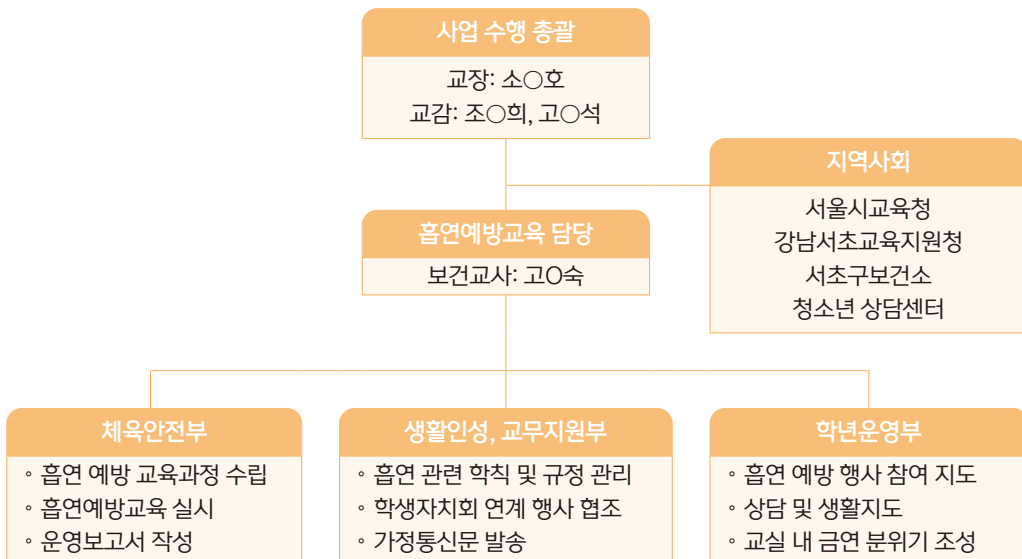 사업 수행 총괄
교장: 소○호
교감: 조○희, 고○석
지역사회
서울시교육청
강남서초교육지원청
서초구보건소
청소년 상담센터
흡연예방교육 담당
보건교사: 고O숙
체육안전부
◦ 흡연 예방 교육과정 수립
◦ 흡연예방교육 실시
◦ 운영보고서 작성
생활인성, 교무지원부
◦ 흡연 관련 학칙 및 규정 관리
◦ 학생자치회 연계 행사 협조
◦ 가정통신문 발송
학년운영부
◦ 흡연 예방 행사 참여 지도
◦ 상담 및 생활지도
◦ 교실 내 금연 분위기 조성